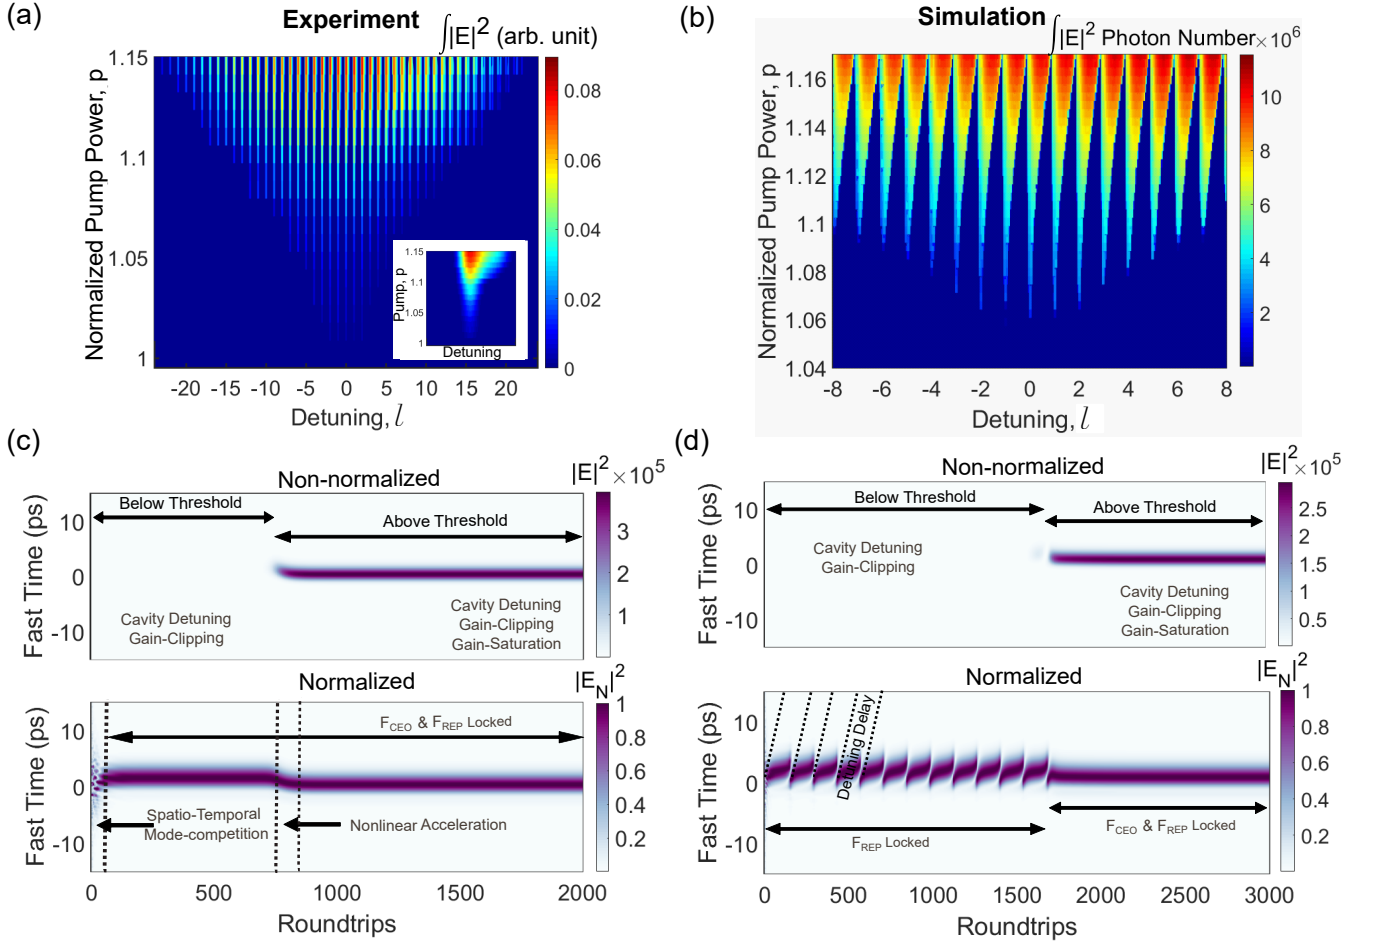 (a)
Experiment
∫|E|² (arb. unit)
Normalized Pump Power, p
1.15
1.1
1.05
1
0.08
0.06
0.04
0.02
0
Pump, p
1.15
1.1
1.05
1
Detuning
-20 -15 -10 -5 0 5 10 15 20
Detuning, l
(b)
Simulation
∫|E|² Photon Number ×10⁶
Normalized Pump Power, p
1.16
1.14
1.12
1.1
1.08
1.06
1.04
10
8
6
4
2
-8 -6 -4 -2 0 2 4 6 8
Detuning, l
(c)
Non-normalized
|E|² ×10⁵
Fast Time (ps)
10
0
-10
Below Threshold
Above Threshold
Cavity Detuning
Gain-Clipping
Cavity Detuning
Gain-Clipping
Gain-Saturation
3
2
1
Normalized
|E_N|²
Fast Time (ps)
10
0
-10
F_CEO & F_REP Locked
Spatio-Temporal
Mode-competition
Nonlinear Acceleration
1
0.8
0.6
0.4
0.2
0 500 1000 1500 2000
Roundtrips
(d)
Non-normalized
|E|² ×10⁵
Fast Time (ps)
10
0
-10
Below Threshold
Above Threshold
Cavity Detuning
Gain-Clipping
Cavity Detuning
Gain-Clipping
Gain-Saturation
2.5
2
1.5
1
0.5
Normalized
|E_N|²
Fast Time (ps)
10
0
-10
Detuning Delay
F_REP Locked
F_CEO & F_REP Locked
1
0.8
0.6
0.4
0.2
0 500 1000 1500 2000 2500 3000
Roundtrips